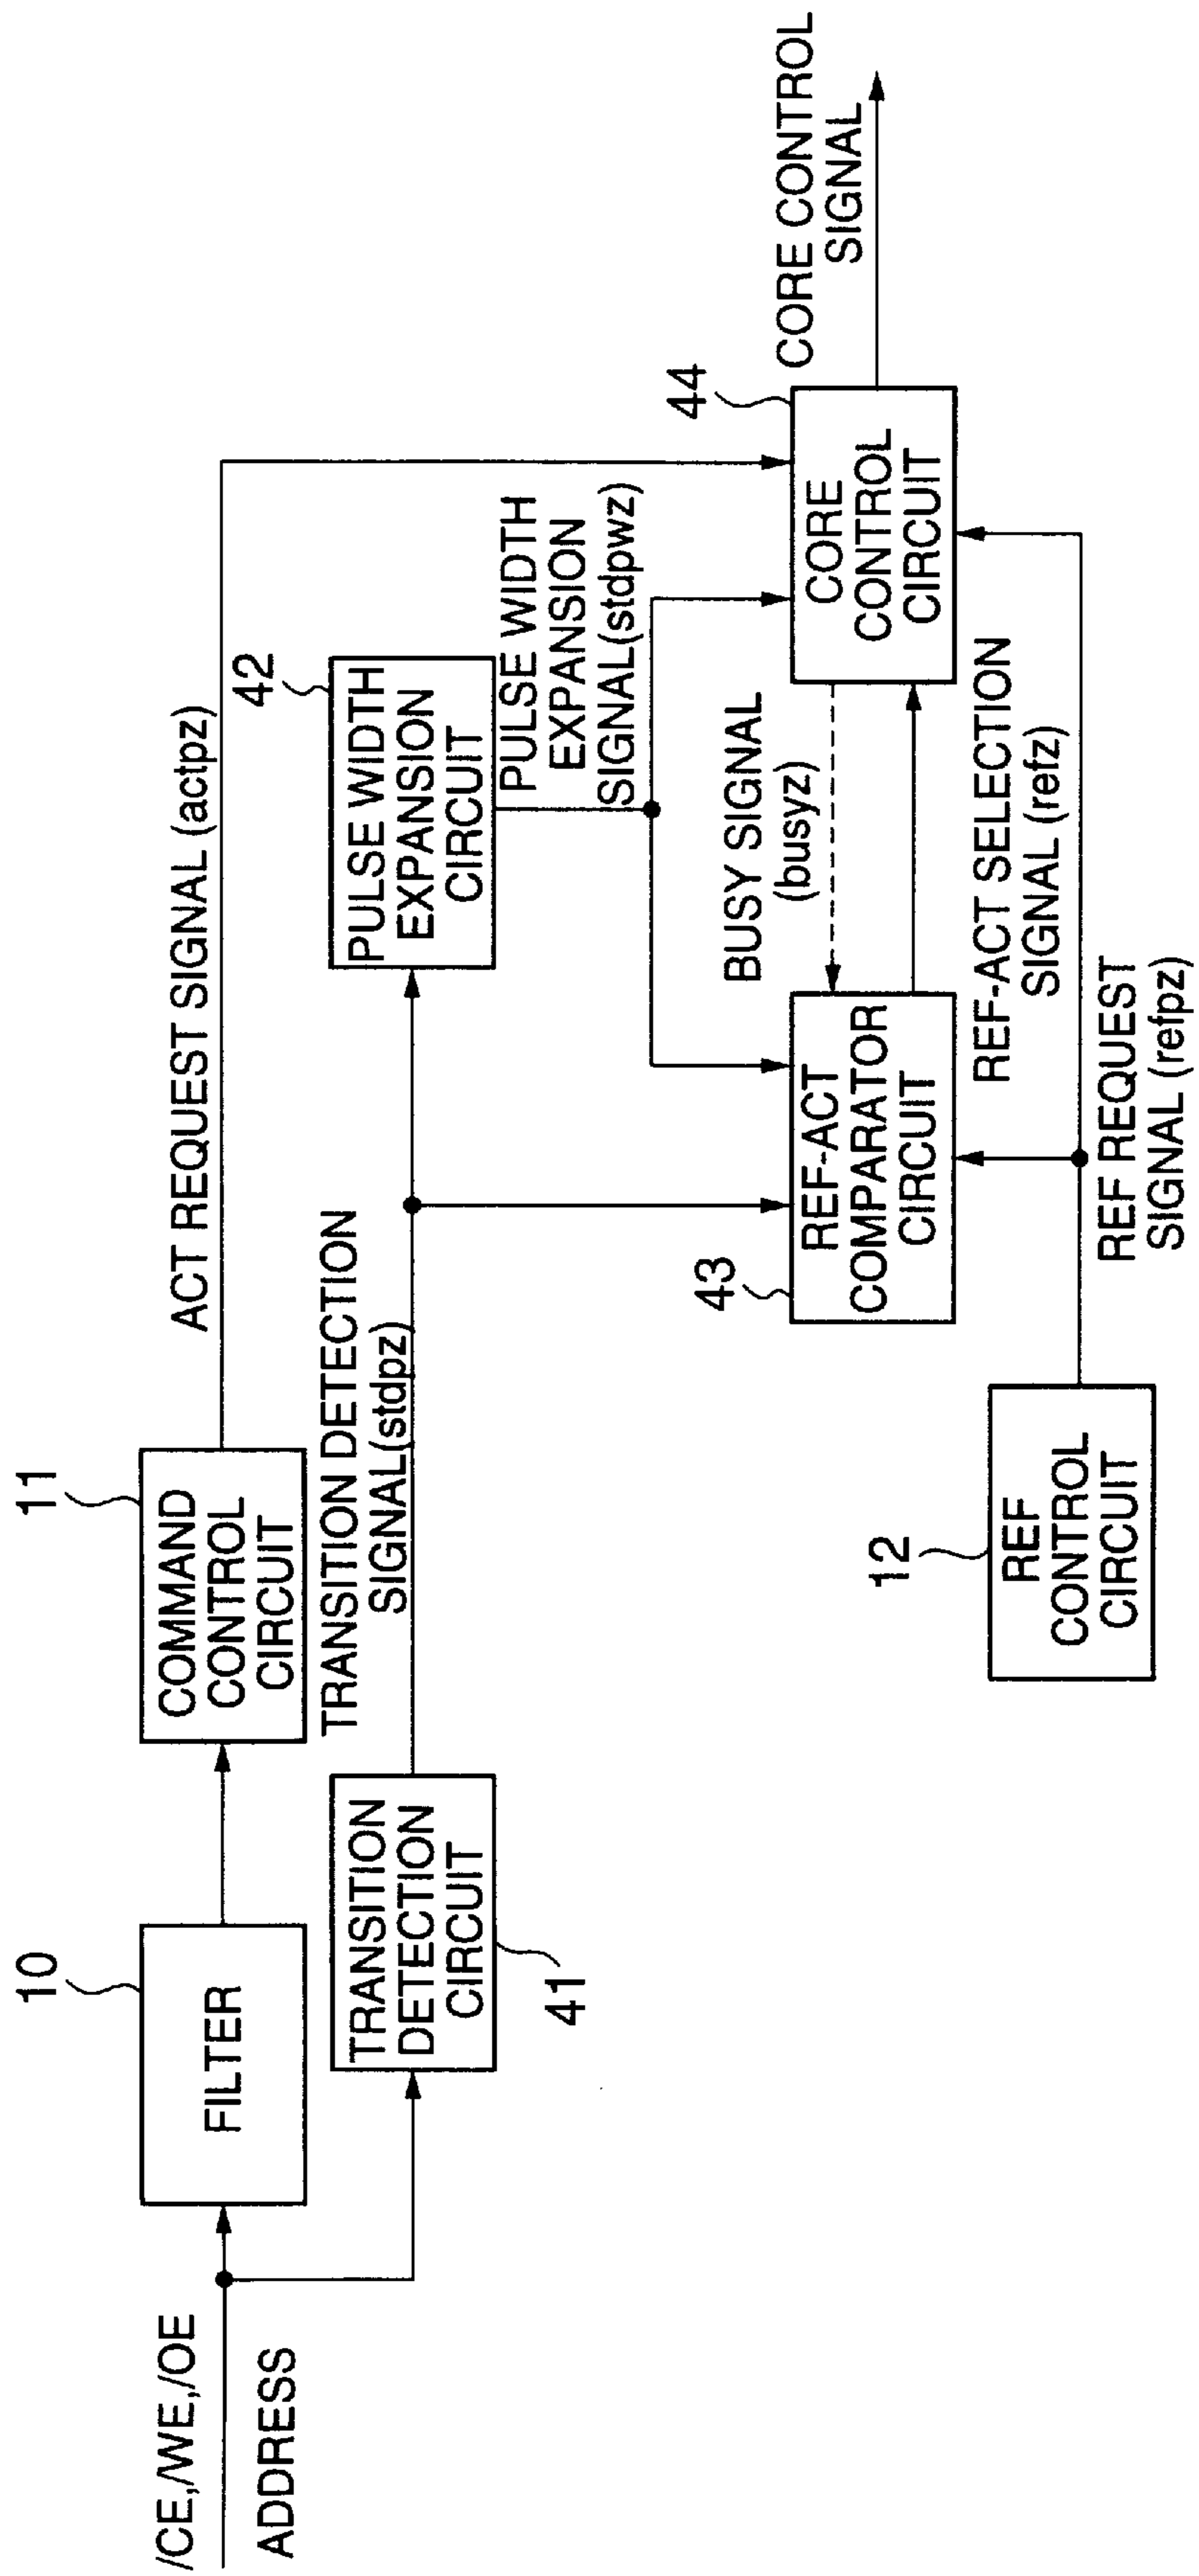 /CE,/WE,/OE
ADDRESS
10
FILTER
11
COMMAND
CONTROL
CIRCUIT
ACT REQUEST SIGNAL (actpz)
41
TRANSITION
DETECTION
CIRCUIT
TRANSITION DETECTION
SIGNAL(stdpz)
42
PULSE WIDTH
EXPANSION
CIRCUIT
PULSE WIDTH
EXPANSION
SIGNAL(stdpwz)
43
REF-ACT
COMPARATOR
CIRCUIT
BUSY SIGNAL
(busyz)
REF-ACT SELECTION
SIGNAL (refz)
44
CORE
CONTROL
CIRCUIT
CORE CONTROL
SIGNAL
12
REF
CONTROL
CIRCUIT
REF REQUEST
SIGNAL (refpz)